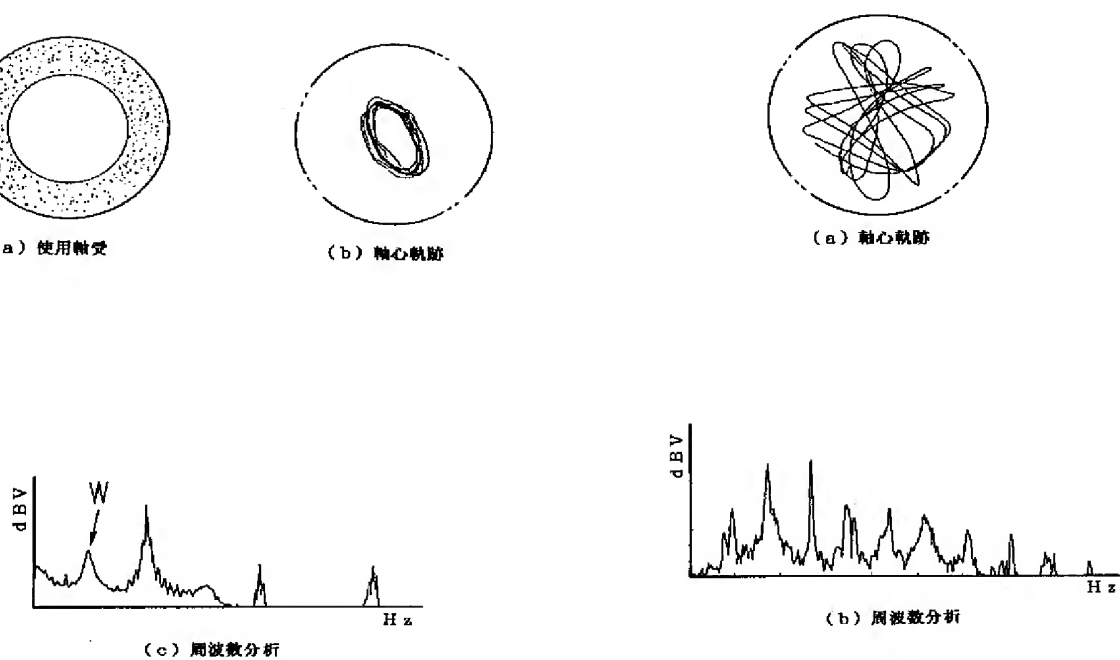 a) 使用軸受
(b) 軸心軌跡
(a) 軸心軌跡
dBV
W
Hz
(c) 周波数分析
dBV
Hz
(b) 周波数分析